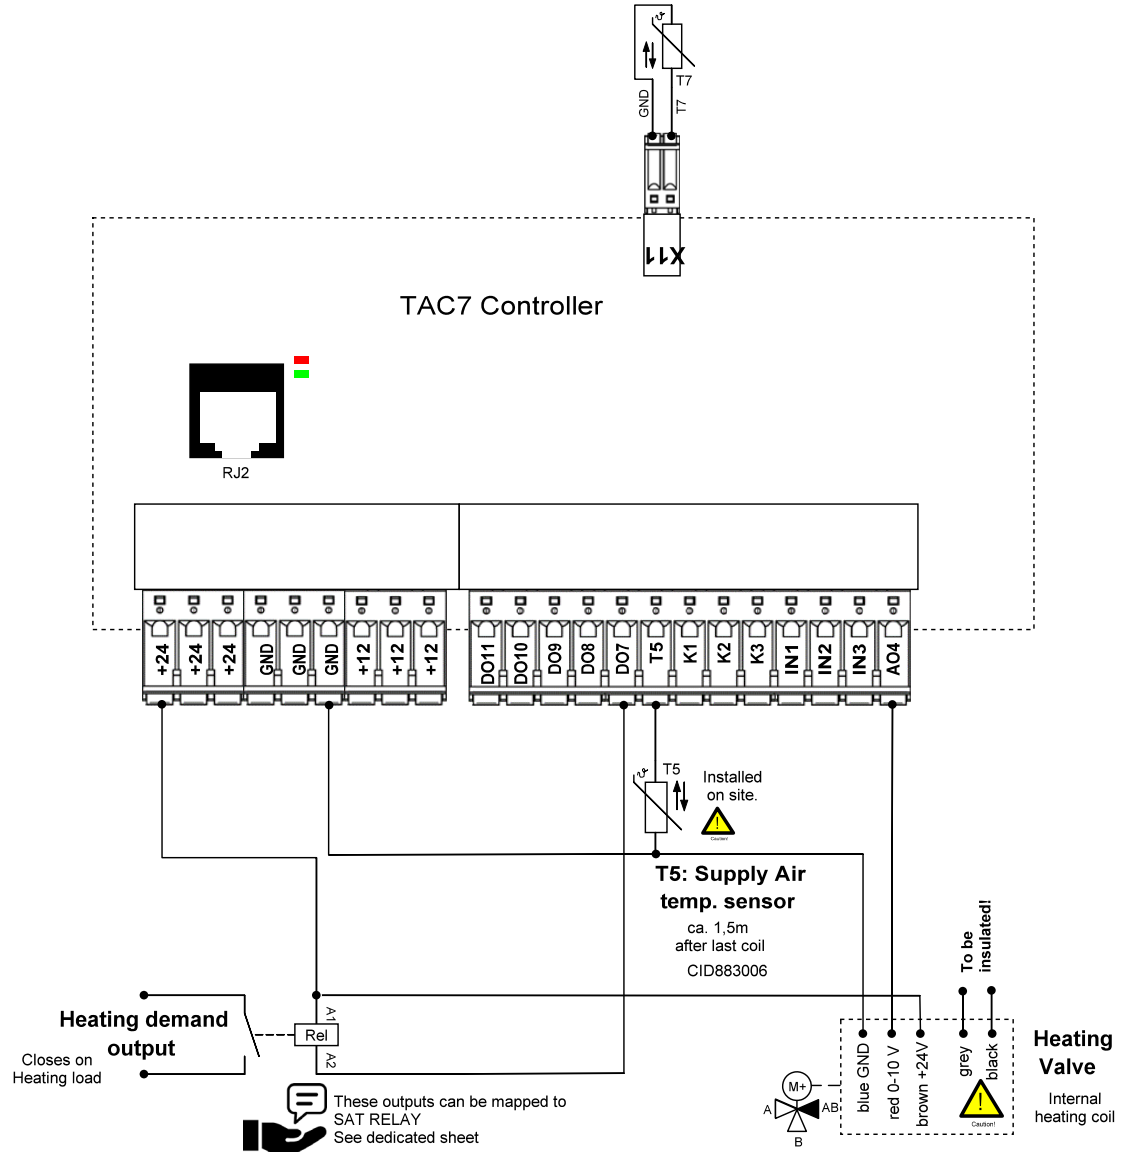 T7
GND
T7
X11
TAC7 Controller
RJ2
+24
+24
+24
GND
GND
GND
+12
+12
+12
DO11
DO10
DO9
DO8
DO7
T5
K1
K2
K3
IN1
IN2
IN3
AO4
T5
Installed
on site.
!
Caution!
T5: Supply Air
temp. sensor
ca. 1,5m
after last coil
CID883006
To be
insulated!
Heating demand
output
Closes on
Heating load
A1
Rel
A2
These outputs can be mapped to
SAT RELAY
See dedicated sheet
M+
A
AB
B
blue GND
red 0-10 V
brown +24V
grey
black
!
Caution!
Heating
Valve
Internal
heating coil